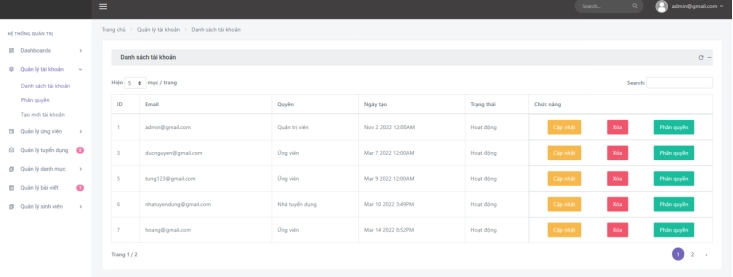 Search...
admin@gmail.com
HỆ THỐNG QUẢN TRỊ
Dashboards
Quản lý tài khoản
Danh sách tài khoản
Phân quyền
Tạo mới tài khoản
Quản lý ứng viên
Quản lý tuyển dụng
Quản lý danh mục
Quản lý bài viết
Quản lý sinh viên
Trang chủ > Quản lý tài khoản > Danh sách tài khoản
Danh sách tài khoản
Hiện 5 mục / trang
Search:
ID Email Quyền Ngày tạo Trạng thái Chức năng
1 admin@gmail.com Quản trị viên Nov 2 2022 12:00AM Hoạt động Cập nhật Xóa Phân quyền
3 ducnguyen@gmail.com Ứng viên Mar 7 2022 12:00AM Hoạt động Cập nhật Xóa Phân quyền
5 tung123@gmail.com Ứng viên Mar 9 2022 12:00AM Hoạt động Cập nhật Xóa Phân quyền
6 nhatuyendung@gmail.com Nhà tuyển dụng Mar 10 2022 3:49PM Hoạt động Cập nhật Xóa Phân quyền
7 hoang@gmail.com Ứng viên Mar 14 2022 8:52PM Hoạt động Cập nhật Xóa Phân quyền
Trang 1 / 2
1 2 ›